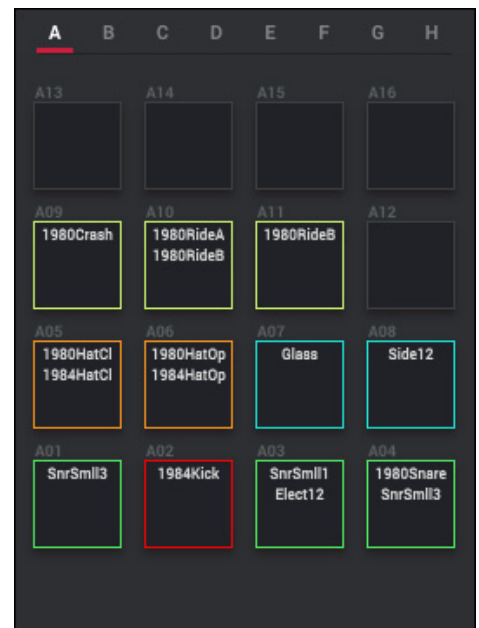 A B C D E F G H
A13 A14 A15 A16
A09 A10 A11 A12
1980Crash 1980RideA 1980RideB
1980RideB
A05 A06 A07 A08
1980HatCl 1980HatOp Glass Side12
1984HatCl 1984HatOp
A01 A02 A03 A04
SnrSmll3 1984Kick SnrSmll1 1980Snare
Elect12 SnrSmll3